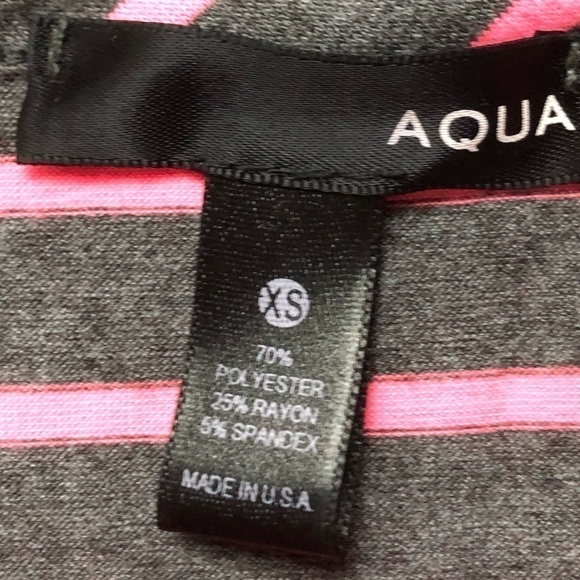 AQUA
XS
70%
POLYESTER
25% RAYON
5% SPANDEX
MADE IN U.S.A